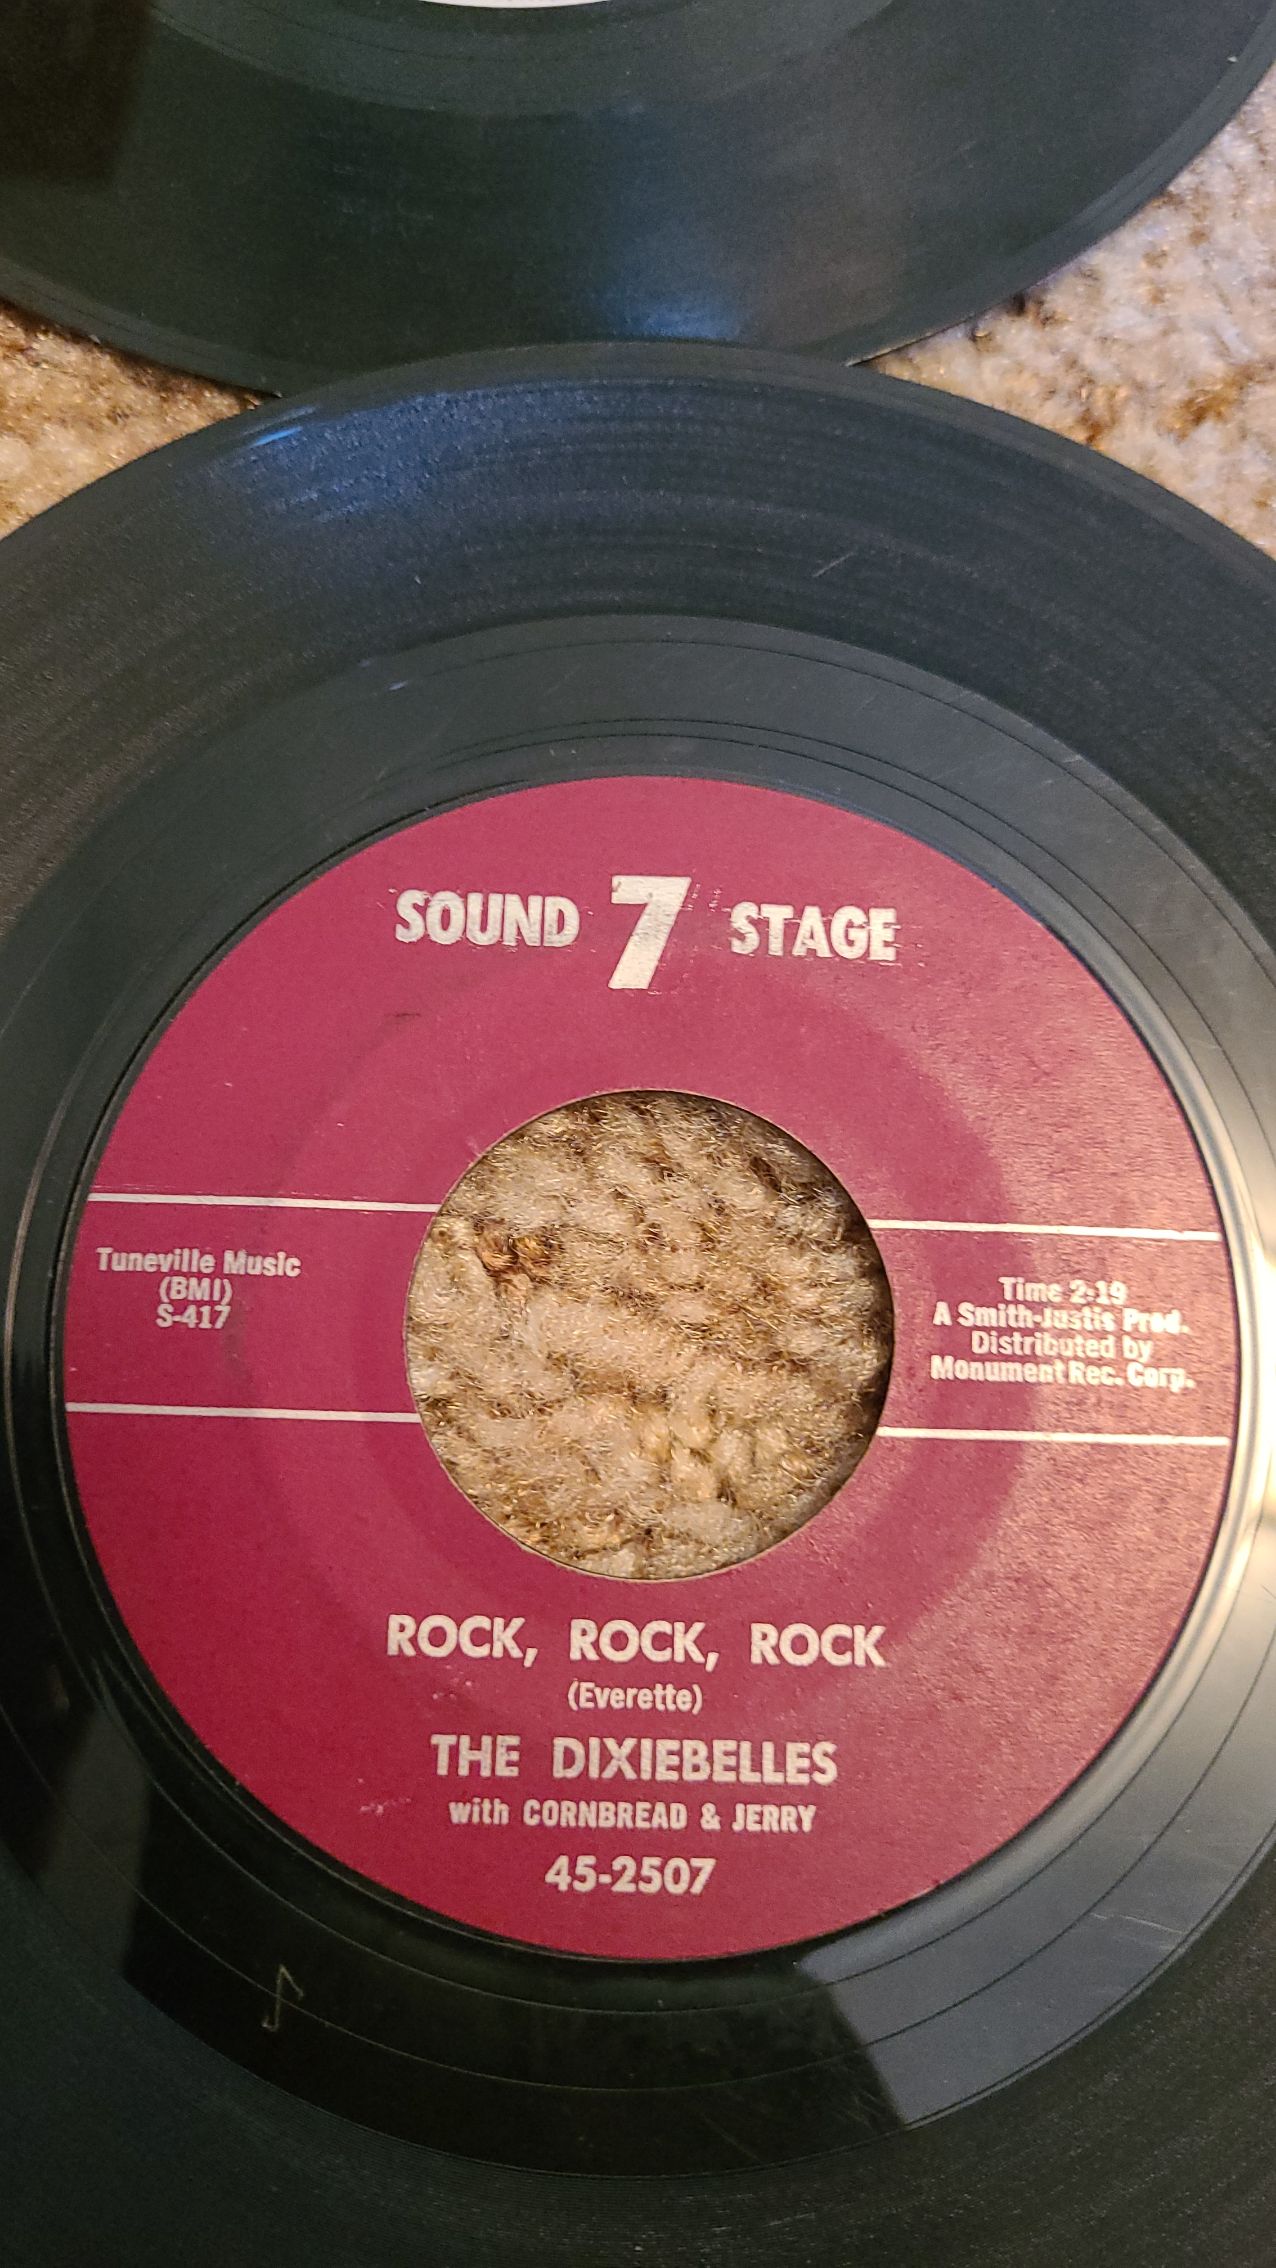 SOUND 7 STAGE
Tuneville Music
(BMI)
S-417
Time 2-19
A Smith-Justis Prod.
Distributed by
Monument Rec. Corp.
ROCK, ROCK, ROCK
(Everette)
THE DIXIEBELLES
with CORNBREAD & JERRY
45-2507